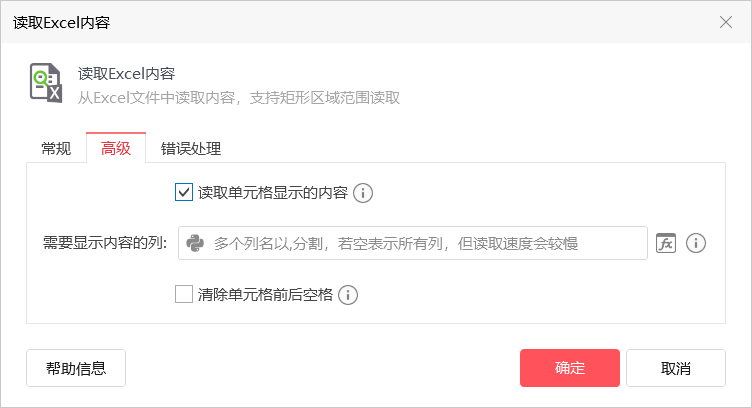 读取Excel内容
读取Excel内容
从Excel文件中读取内容，支持矩形区域范围读取
常规 高级 错误处理
读取单元格显示的内容
需要显示内容的列: 多个列名以,分割，若空表示所有列，但读取速度会较慢 fx
清除单元格前后空格
帮助信息 确定 取消